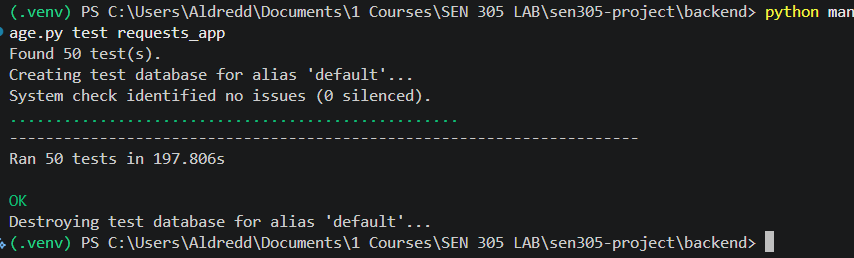 (.venv) PS C:\Users\Aldredd\Documents\1 Courses\SEN 305 LAB\sen305-project\backend> python man
age.py test requests_app
Found 50 test(s).
Creating test database for alias 'default'...
System check identified no issues (0 silenced).
..................................................
----------------------------------------------------------------------
Ran 50 tests in 197.806s
OK
Destroying test database for alias 'default'...
(.venv) PS C:\Users\Aldredd\Documents\1 Courses\SEN 305 LAB\sen305-project\backend>